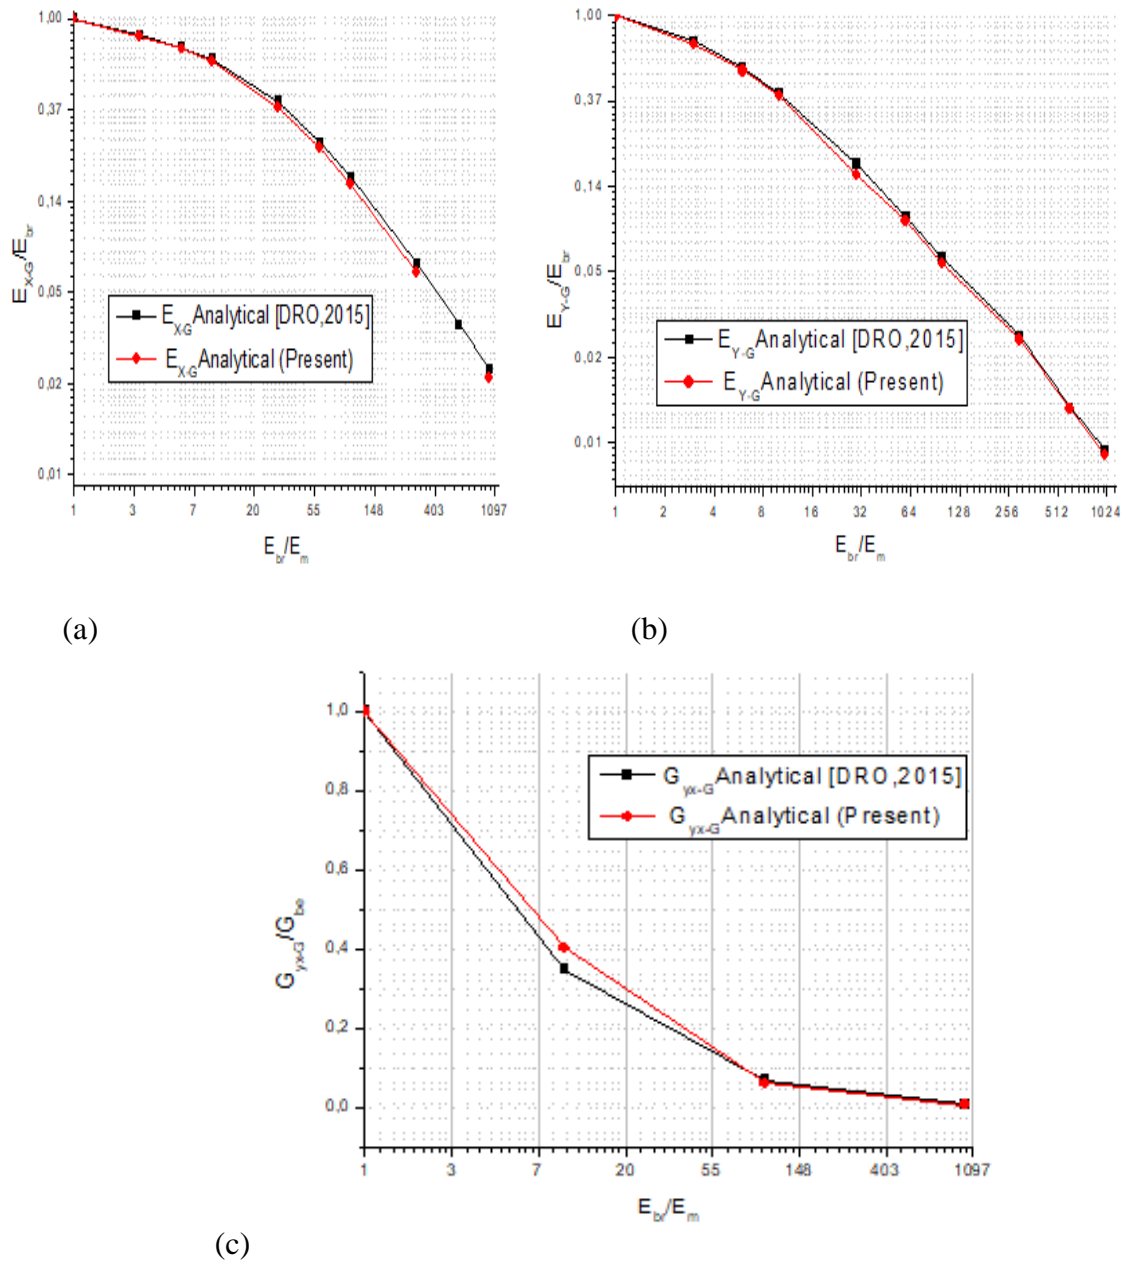 1.00
0,37
0,14
0,05
0,02
0,01
E_X-G/E_br
E_X-G Analytical [DRO,2015]
E_X-G Analytical (Present)
1 3 7 20 55 148 403 1097
E_br/E_m
(a)
1.00
0,37
0,14
0,05
0,02
0,01
E_Y-G/E_br
E_Y-G Analytical [DRO,2015]
E_Y-G Analytical (Present)
1 2 4 8 16 32 64 128 256 512 1024
E_br/E_m
(b)
1,0
0,8
0,6
0,4
0,2
0,0
G_yx-G/G_be
G_yx-G Analytical [DRO,2015]
G_yx-G Analytical (Present)
1 3 7 20 55 148 403 1097
E_br/E_m
(c)